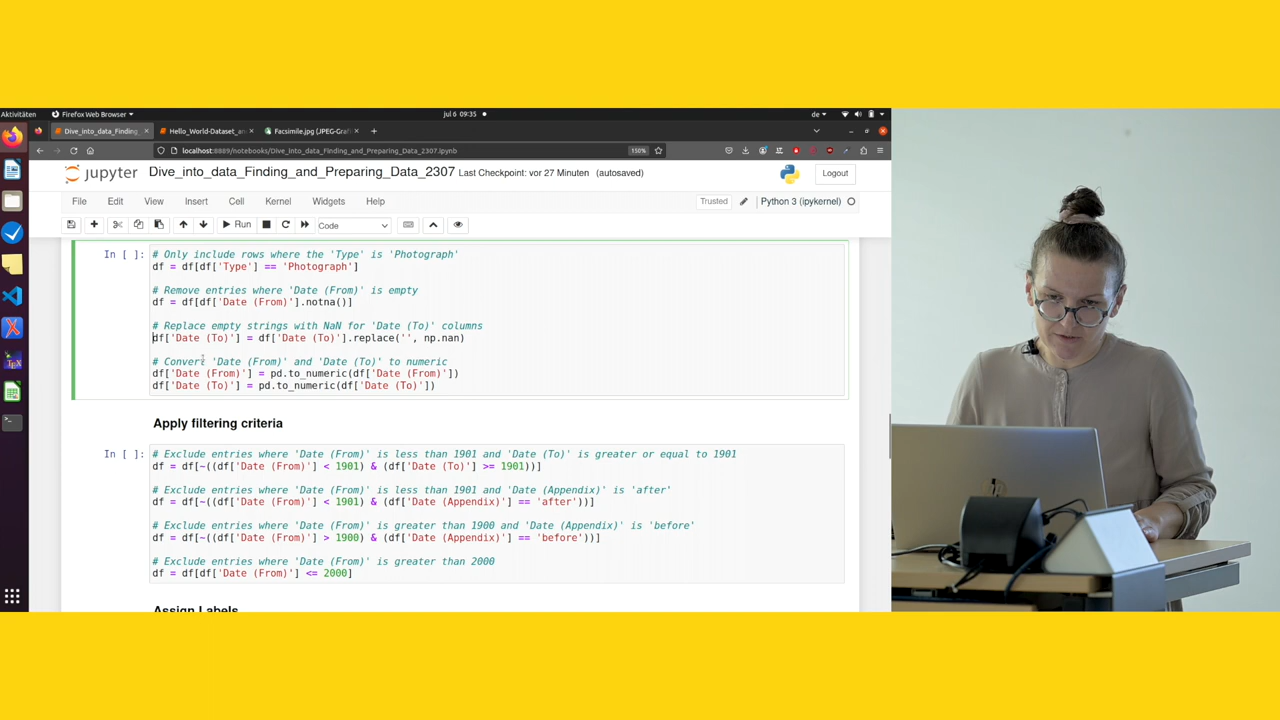 Aktivitäten
Firefox Web Browser
Jul 6 09:35
de
Dive_into_data_Finding_
Hello_World-Dataset_an
Facsimile.jpg (JPEG-Graf
localhost:8889/notebooks/Dive_into_data_Finding_and_Preparing_Data_2307.ipynb
150%
jupyter Dive_into_data_Finding_and_Preparing_Data_2307 Last Checkpoint: vor 27 Minuten (autosaved)
Logout
File Edit View Insert Cell Kernel Widgets Help
Trusted
Python 3 (ipykernel)
Run
Code
In [ ]:
# Only include rows where the 'Type' is 'Photograph'
df = df[df['Type'] == 'Photograph']
# Remove entries where 'Date (From)' is empty
df = df[df['Date (From)'].notna()]
# Replace empty strings with NaN for 'Date (To)' columns
df['Date (To)'] = df['Date (To)'].replace('', np.nan)
# Convert 'Date (From)' and 'Date (To)' to numeric
df['Date (From)'] = pd.to_numeric(df['Date (From)'])
df['Date (To)'] = pd.to_numeric(df['Date (To)'])
Apply filtering criteria
In [ ]:
# Exclude entries where 'Date (From)' is less than 1901 and 'Date (To)' is greater or equal to 1901
df = df[~((df['Date (From)'] < 1901) & (df['Date (To)'] >= 1901))]
# Exclude entries where 'Date (From)' is less than 1901 and 'Date (Appendix)' is 'after'
df = df[~((df['Date (From)'] < 1901) & (df['Date (Appendix)'] == 'after'))]
# Exclude entries where 'Date (From)' is greater than 1900 and 'Date (Appendix)' is 'before'
df = df[~((df['Date (From)'] > 1900) & (df['Date (Appendix)'] == 'before'))]
# Exclude entries where 'Date (From)' is greater than 2000
df = df[df['Date (From)'] <= 2000]
Assign Labels